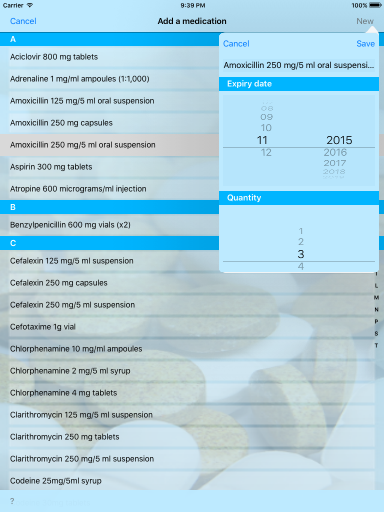 Carrier 9:39 PM 100%
Cancel Add a medication New
A
Aciclovir 800 mg tablets
Adrenaline 1 mg/ml ampoules (1:1,000)
Amoxicillin 125 mg/5 ml oral suspension
Amoxicillin 250 mg capsules
Amoxicillin 250 mg/5 ml oral suspension
Aspirin 300 mg tablets
Atropine 600 micrograms/ml injection
B
Benzylpenicillin 600 mg vials (x2)
C
Cefalexin 125 mg/5 ml suspension
Cefalexin 250 mg capsules
Cefalexin 250 mg/5 ml suspension
Cefotaxime 1g vial
Chlorphenamine 10 mg/ml ampoules
Chlorphenamine 2 mg/5 ml syrup
Chlorphenamine 4 mg tablets
Clarithromycin 125 mg/5 ml suspension
Clarithromycin 250 mg tablets
Clarithromycin 250 mg/5 ml suspension
Codeine 25mg/5ml syrup
?
Cancel Save
Amoxicillin 250 mg/5 ml oral suspensi...
Expiry date
08
09
10
11 2015
12 2016
2017
2018
Quantity
1
2
3
4
I
L
M
N
P
S
T